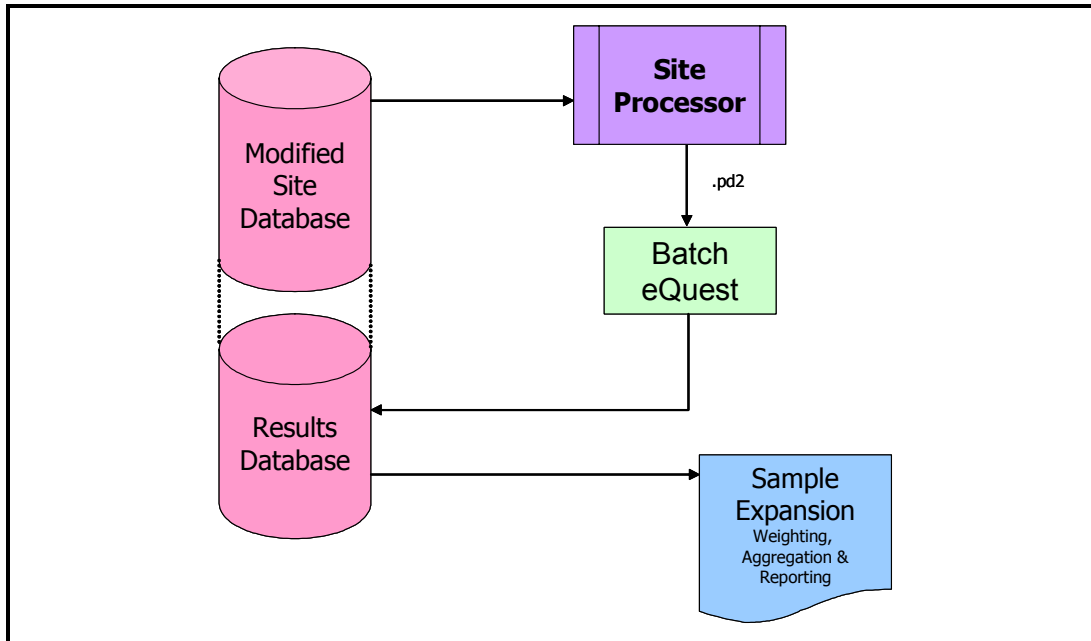 Site
Processor
Modified
Site
Database
.pd2
Batch
eQuest
Results
Database
Sample
Expansion
Weighting,
Aggregation &
Reporting